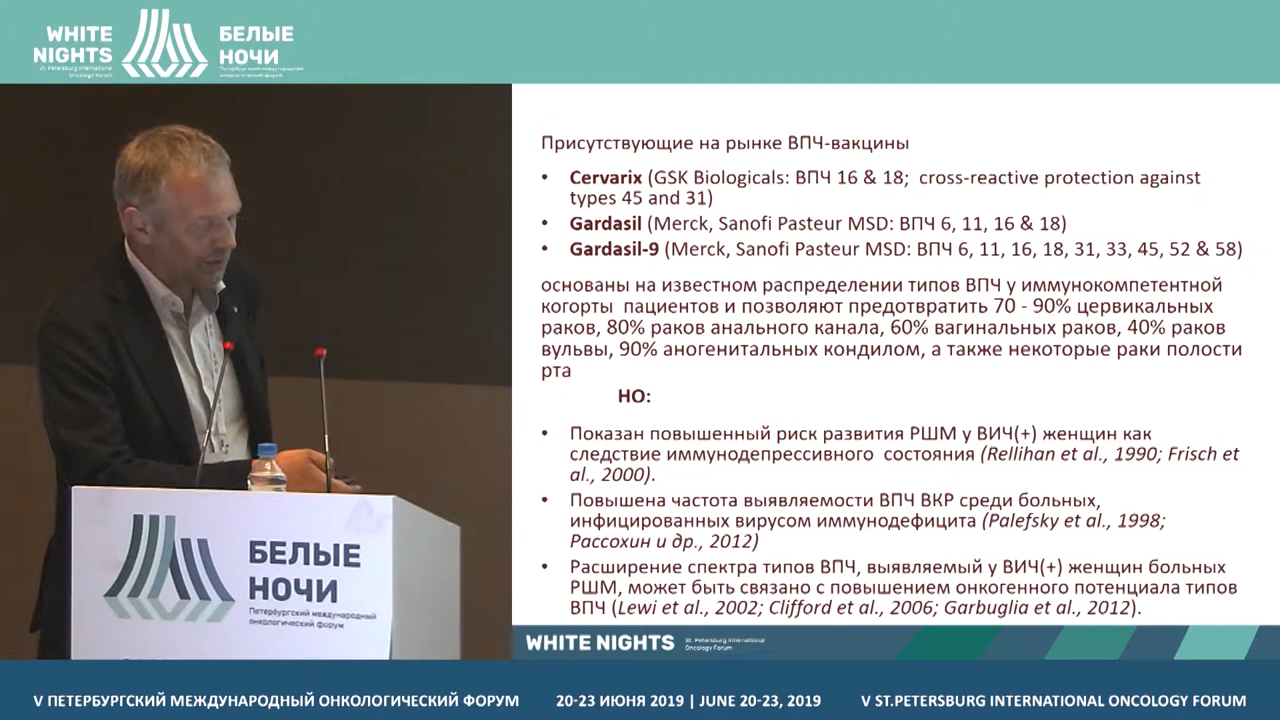 WHITE
NIGHTS
St. Petersburg International
Oncology Forum
БЕЛЫЕ
НОЧИ
Петербургский международный
онкологический форум
Присутствующие на рынке ВПЧ-вакцины
• Cervarix (GSK Biologicals: ВПЧ 16 & 18; cross-reactive protection against
types 45 and 31)
• Gardasil (Merck, Sanofi Pasteur MSD: ВПЧ 6, 11, 16 & 18)
• Gardasil-9 (Merck, Sanofi Pasteur MSD: ВПЧ 6, 11, 16, 18, 31, 33, 45, 52 & 58)
основаны на известном распределении типов ВПЧ у иммунокомпетентной
когорты пациентов и позволяют предотвратить 70 - 90% цервикальных
раков, 80% раков анального канала, 60% вагинальных раков, 40% раков
вульвы, 90% аногенитальных кондилом, а также некоторые раки полости
рта
НО:
• Показан повышенный риск развития РШМ у ВИЧ(+) женщин как
следствие иммунодепрессивного состояния (Rellihan et al., 1990; Frisch et
al., 2000).
• Повышена частота выявляемости ВПЧ ВКР среди больных,
инфицированных вирусом иммунодефицита (Palefsky et al., 1998;
Рассохин и др., 2012)
• Расширение спектра типов ВПЧ, выявляемый у ВИЧ(+) женщин больных
РШМ, может быть связано с повышением онкогенного потенциала типов
ВПЧ (Lewi et al., 2002; Clifford et al., 2006; Garbuglia et al., 2012).
БЕЛЫЕ
НОЧИ
Петербургский международный
онкологический форум
WHITE NIGHTS
St. Petersburg International
Oncology Forum
V ПЕТЕРБУРГСКИЙ МЕЖДУНАРОДНЫЙ ОНКОЛОГИЧЕСКИЙ ФОРУМ
20-23 ИЮНЯ 2019 | JUNE 20-23, 2019
V ST.PETERSBURG INTERNATIONAL ONCOLOGY FORUM